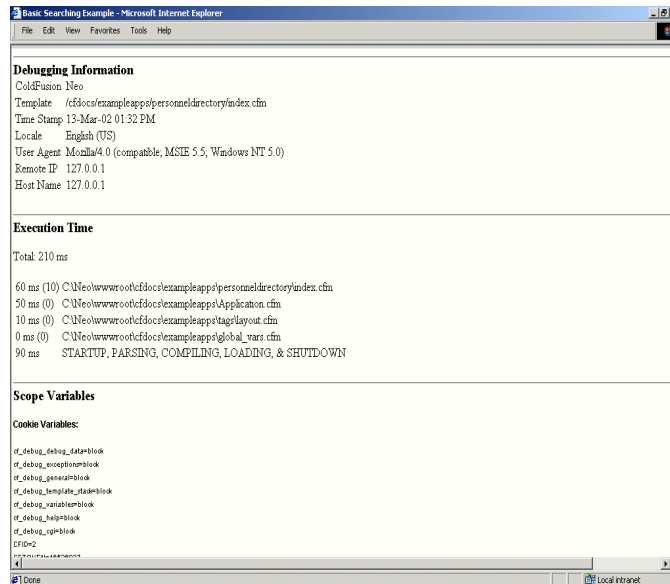 Basic Searching Example - Microsoft Internet Explorer
File Edit View Favorites Tools Help
Debugging Information
ColdFusion Neo
Template /cfdocs/exampleapps/personneldirectory/index.cfm
Time Stamp 13-Mar-02 01:32 PM
Locale English (US)
User Agent Mozilla/4.0 (compatible; MSIE 5.5; Windows NT 5.0)
Remote IP 127.0.0.1
Host Name 127.0.0.1
Execution Time
Total: 210 ms
60 ms (10) C:\Neo\wwwroot\cfdocs\exampleapps\personneldirectory\index.cfm
50 ms (0) C:\Neo\wwwroot\cfdocs\exampleapps\Application.cfm
10 ms (0) C:\Neo\wwwroot\cfdocs\exampleapps\tags\layout.cfm
0 ms (0) C:\Neo\wwwroot\cfdocs\exampleapps\global_vars.cfm
90 ms STARTUP, PARSING, COMPILING, LOADING, & SHUTDOWN
Scope Variables
Cookie Variables:
cf_debug_debug_data=block
cf_debug_exceptions=block
cf_debug_general=block
cf_debug_template_stack=block
cf_debug_variables=block
cf_debug_help=block
cf_debug_cgi=block
CFID=2
Done Local intranet